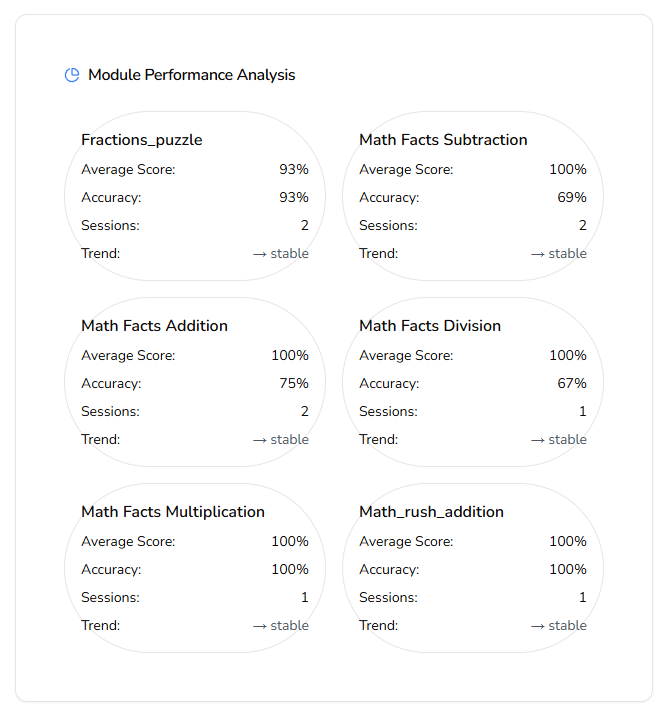 Module Performance Analysis
Fractions_puzzle
Average Score: 93%
Accuracy: 93%
Sessions: 2
Trend: → stable
Math Facts Subtraction
Average Score: 100%
Accuracy: 69%
Sessions: 2
Trend: → stable
Math Facts Addition
Average Score: 100%
Accuracy: 75%
Sessions: 2
Trend: → stable
Math Facts Division
Average Score: 100%
Accuracy: 67%
Sessions: 1
Trend: → stable
Math Facts Multiplication
Average Score: 100%
Accuracy: 100%
Sessions: 1
Trend: → stable
Math_rush_addition
Average Score: 100%
Accuracy: 100%
Sessions: 1
Trend: → stable